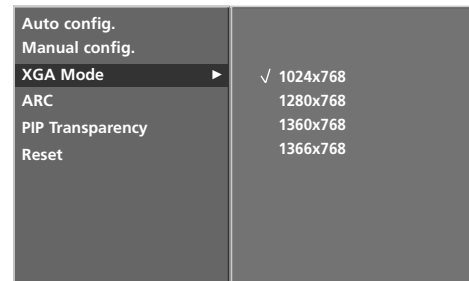 Auto config.
Manual config.
XGA Mode ►
ARC
PIP Transparency
Reset
√ 1024x768
1280x768
1360x768
1366x768